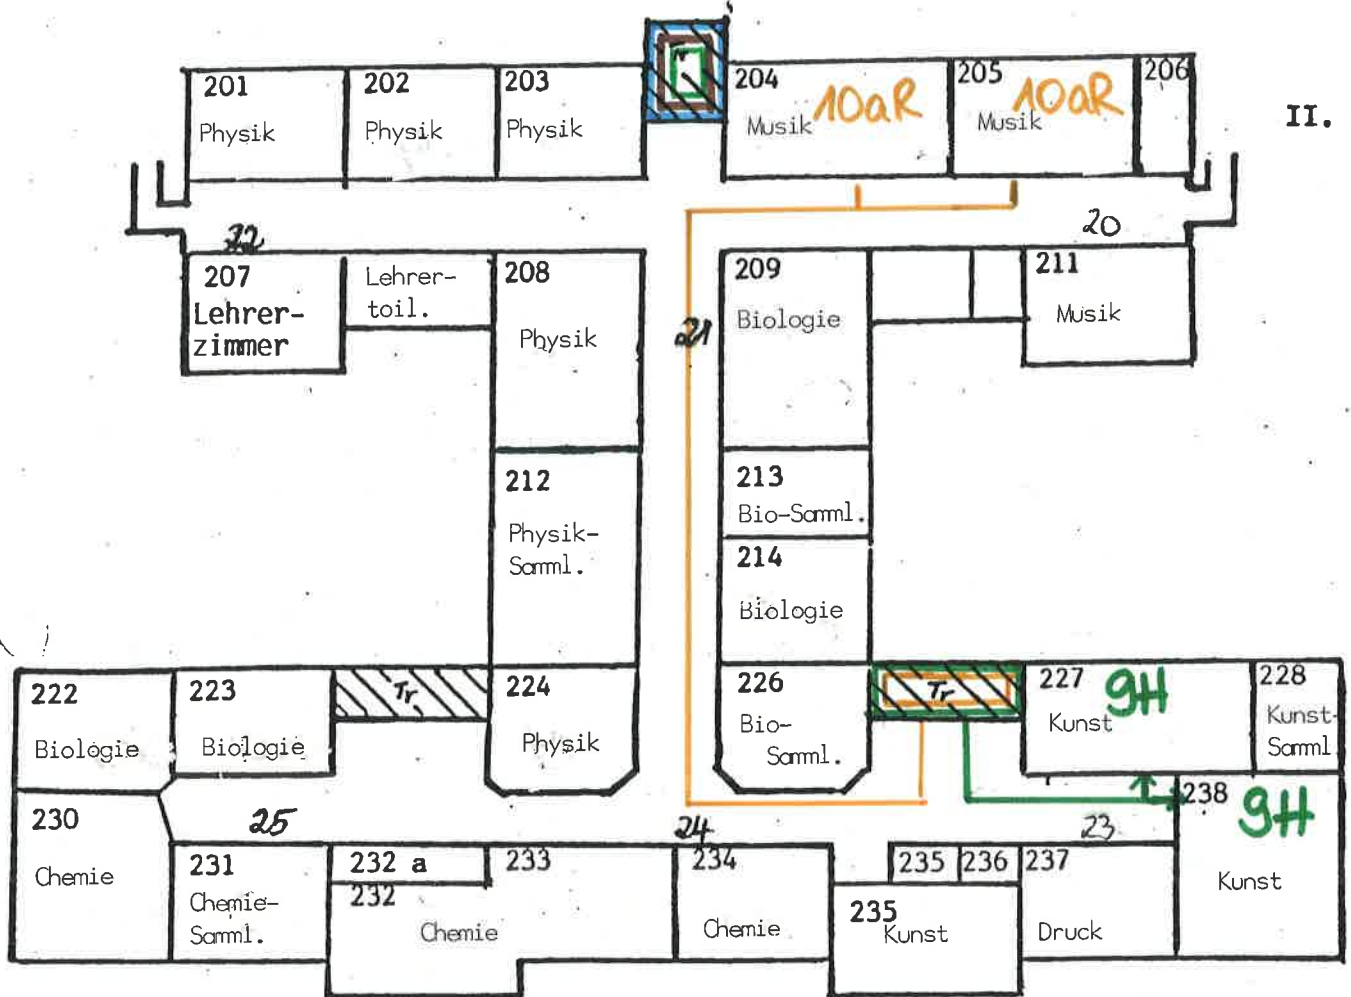 II.
201
Physik
202
Physik
203
Physik
Tr
204
Musik
10aR
205
Musik
10aR
206
22
20
207
Lehrer-
zimmer
Lehrer-
toil.
208
Physik
21
209
Biologie
211
Musik
212
Physik-
Samml.
213
Bio-Samml.
214
Biologie
222
Biologie
223
Biologie
Tr
224
Physik
226
Bio-
Samml.
Tr
227
Kunst
9H
228
Kunst-
Samml
230
Chemie
25
24
23
238
9H
Kunst
231
Chemie-
Samml.
232 a
232
233
Chemie
234
Chemie
235
236
235
Kunst
237
Druck